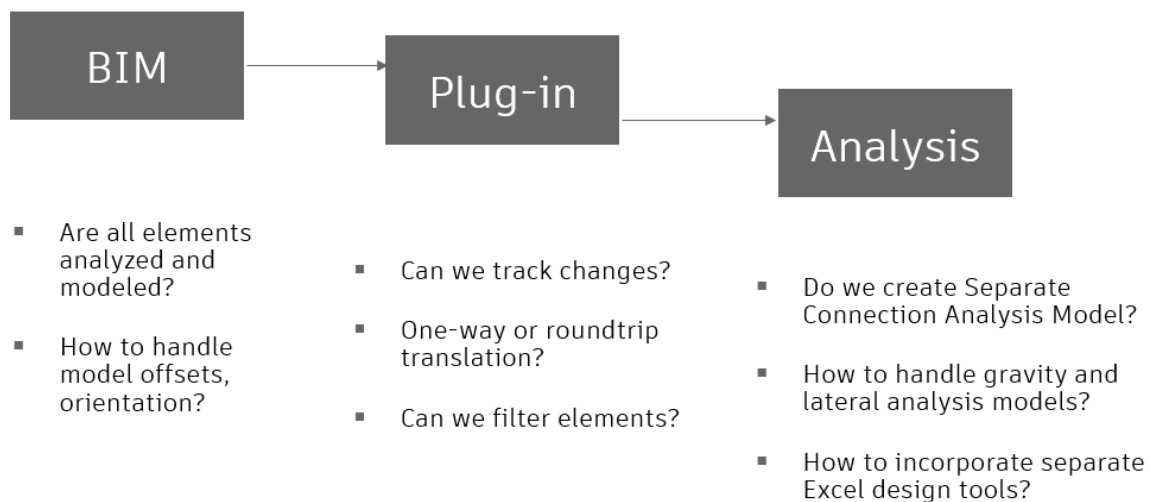 BIM
Plug-in
Analysis
Are all elements
analyzed and
modeled?
How to handle
model offsets,
orientation?
Can we track changes?
One-way or roundtrip
translation?
Can we filter elements?
Do we create Separate
Connection Analysis Model?
How to handle gravity and
lateral analysis models?
How to incorporate separate
Excel design tools?